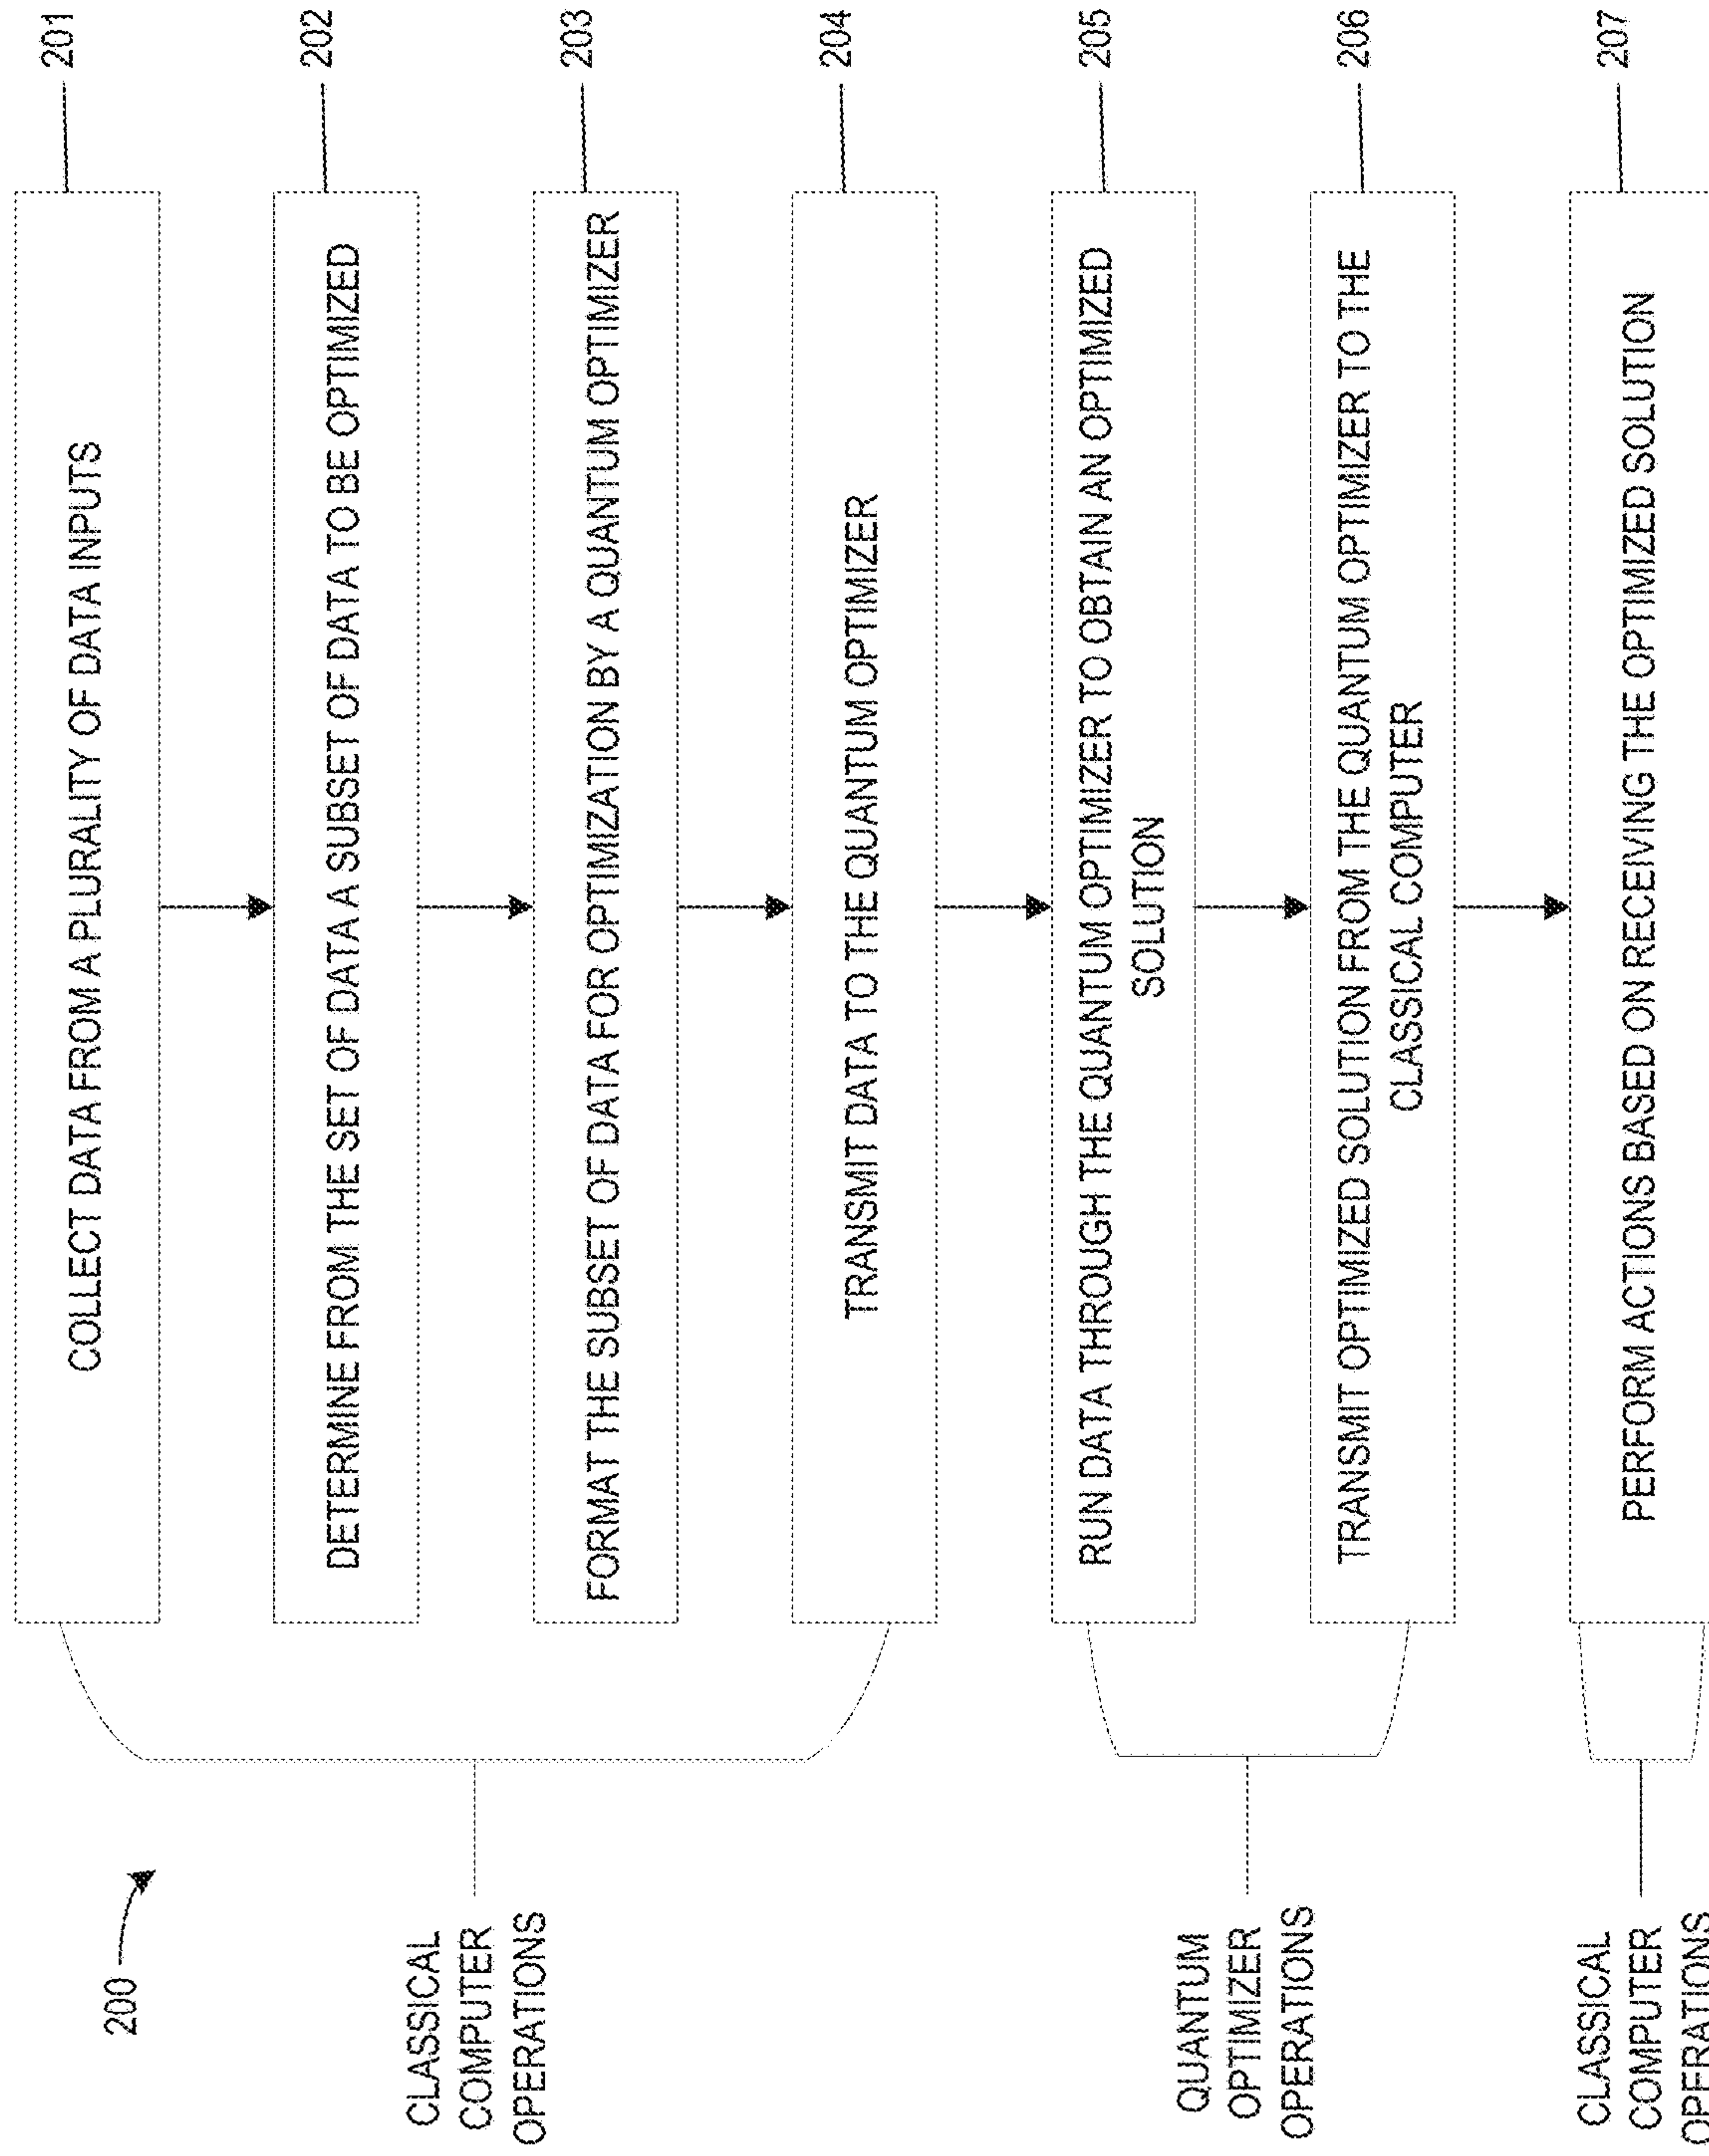 200
COLLECT DATA FROM A PLURALITY OF DATA INPUTS
201
DETERMINE FROM THE SET OF DATA A SUBSET OF DATA TO BE OPTIMIZED
202
FORMAT THE SUBSET OF DATA FOR OPTIMIZATION BY A QUANTUM OPTIMIZER
203
TRANSMIT DATA TO THE QUANTUM OPTIMIZER
204
CLASSICAL
COMPUTER
OPERATIONS
RUN DATA THROUGH THE QUANTUM OPTIMIZER TO OBTAIN AN OPTIMIZED
SOLUTION
205
TRANSMIT OPTIMIZED SOLUTION FROM THE QUANTUM OPTIMIZER TO THE
CLASSICAL COMPUTER
206
QUANTUM
OPTIMIZER
OPERATIONS
PERFORM ACTIONS BASED ON RECEIVING THE OPTIMIZED SOLUTION
207
CLASSICAL
COMPUTER
OPERATIONS